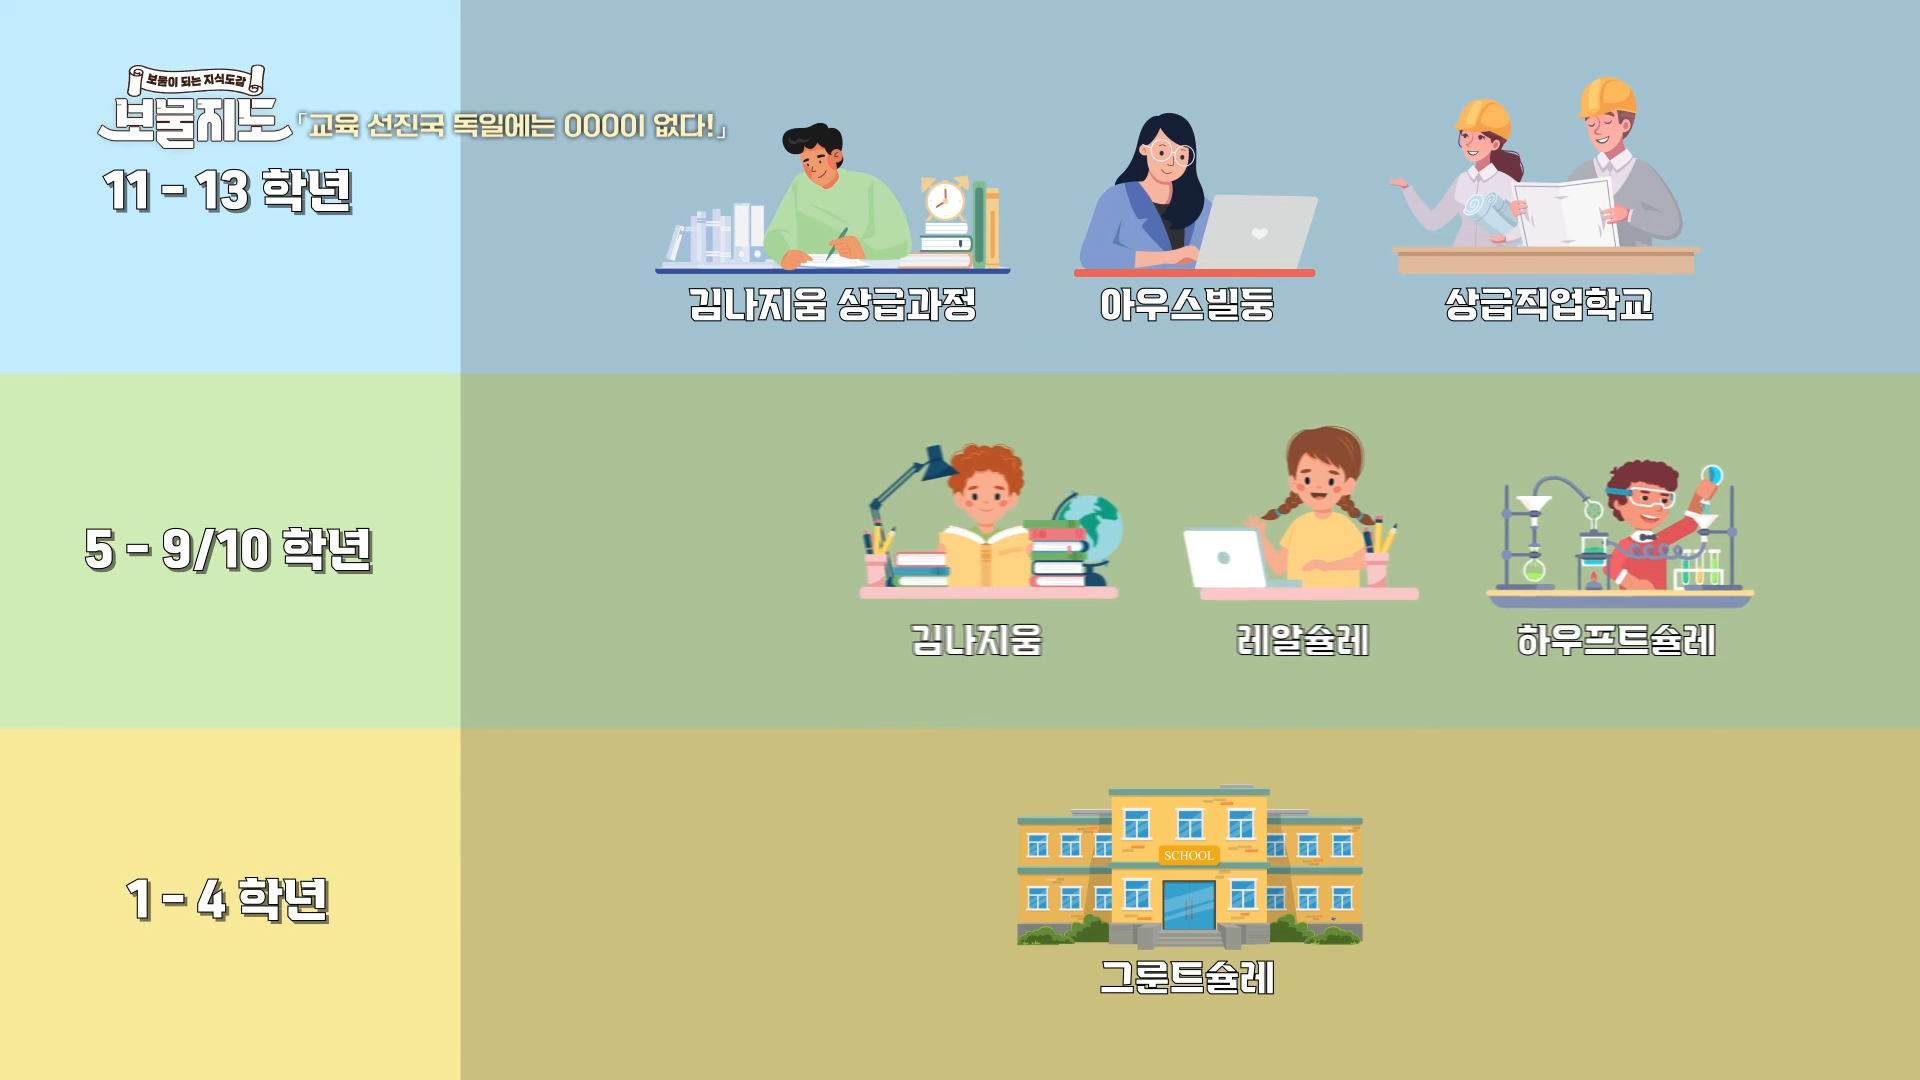 보물이 되는 지식도감
보물지도
「교육 선진국 독일에는 OOOO이 없다!」
11 - 13 학년
김나지움 상급과정
아우스빌둥
상급직업학교
5 - 9/10 학년
김나지움
레알슐레
하우프트슐레
1 - 4 학년
SCHOOL
그룬트슐레